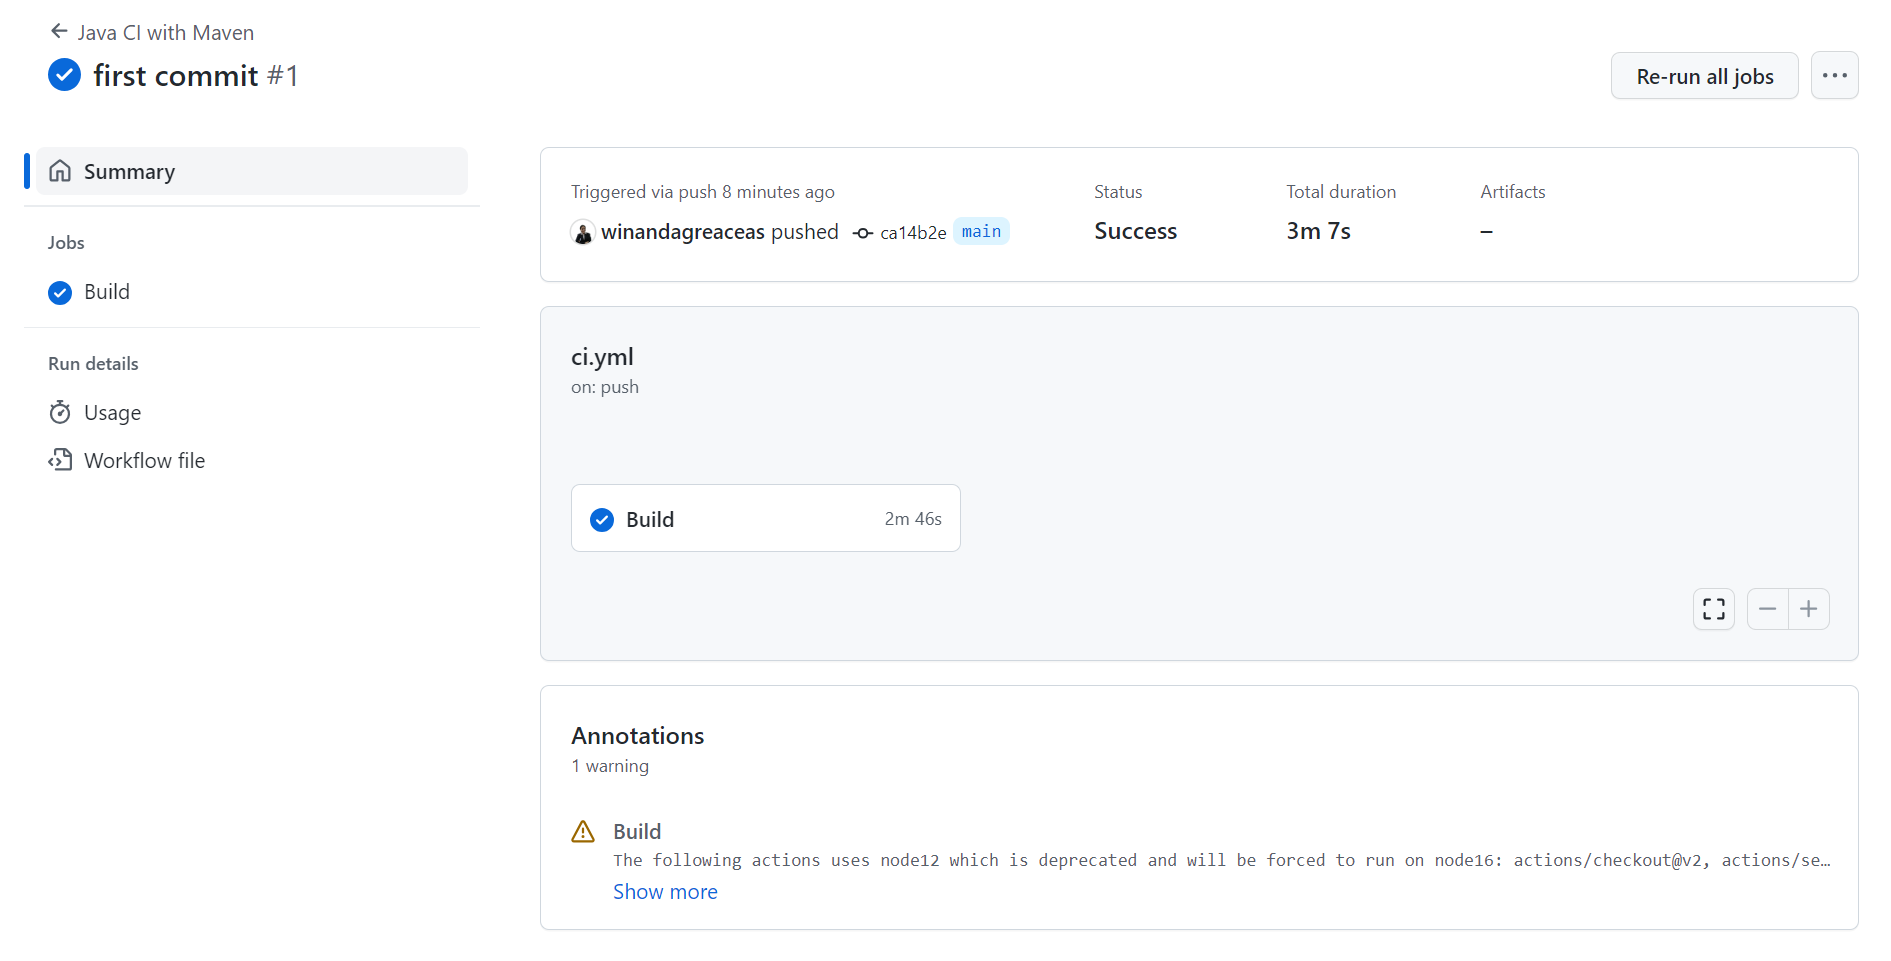 Java CI with Maven
first commit #1
Re-run all jobs
Summary
Jobs
Build
Run details
Usage
Workflow file
Triggered via push 8 minutes ago
winandagreaceas pushed ca14b2e main
Status
Success
Total duration
3m 7s
Artifacts
–
ci.yml
on: push
Build 2m 46s
Annotations
1 warning
Build
The following actions uses node12 which is deprecated and will be forced to run on node16: actions/checkout@v2, actions/se…
Show more